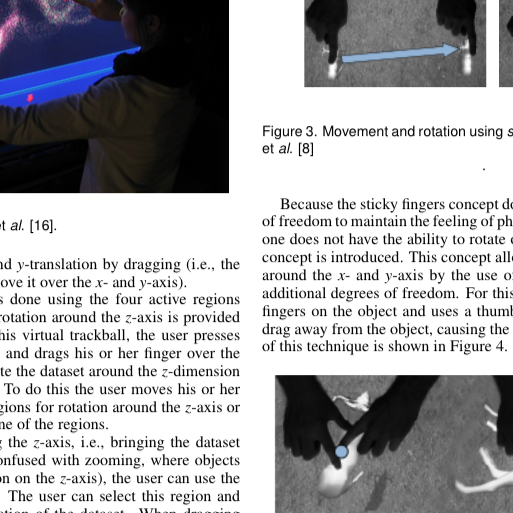 et al. [16].
nd y-translation by dragging (i.e., the
ove it over the x- and y-axis).
s done using the four active regions
rotation around the z-axis is provided
his virtual trackball, the user presses
and drags his or her finger over the
te the dataset around the z-dimension
To do this the user moves his or her
gions for rotation around the z-axis or
ne of the regions.
g the z-axis, i.e., bringing the dataset
onfused with zooming, where objects
on on the z-axis), the user can use the
The user can select this region and
tation of the dataset. When dragging
Figure 3. Movement and rotation using s
et al. [8]
.
Because the sticky fingers concept do
of freedom to maintain the feeling of ph
one does not have the ability to rotate o
concept is introduced. This concept all
around the x- and y-axis by the use of
additional degrees of freedom. For this
fingers on the object and uses a thumb
drag away from the object, causing the
of this technique is shown in Figure 4.